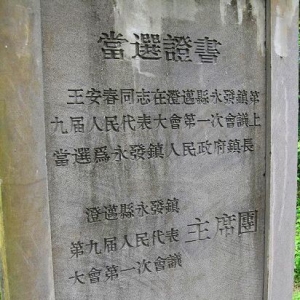 當選證書
王安春同志在澄邁縣永發鎮第
九届人民代表大會第一次會議上
當選爲永發鎮人民政府鎮長
澄邁縣永發鎮
第九届人民代表
大會第一次會議
主席團